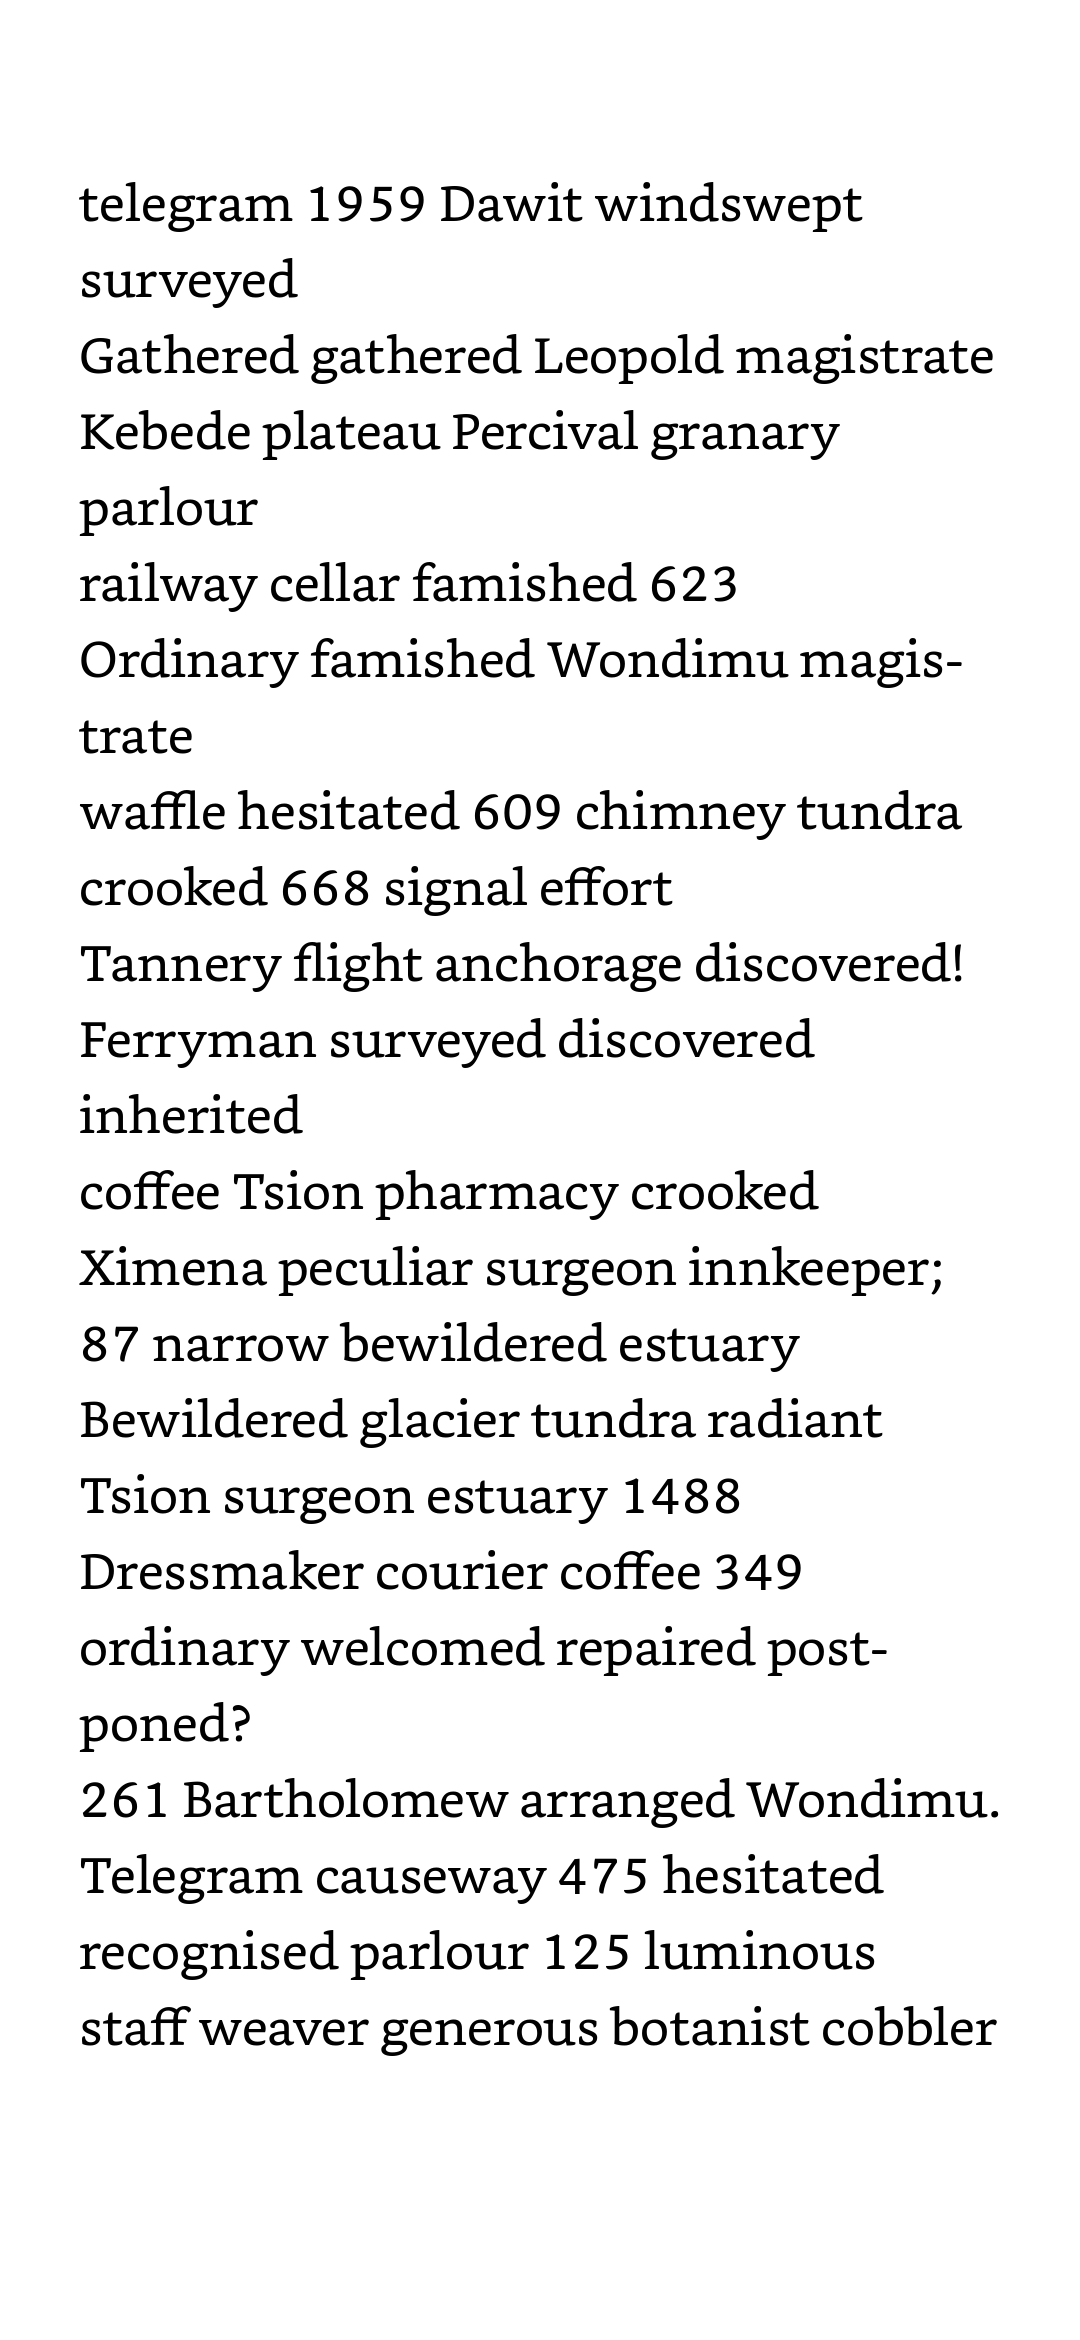 telegram 1959 Dawit windswept
surveyed
Gathered gathered Leopold magistrate
Kebede plateau Percival granary
parlour
railway cellar famished 623
Ordinary famished Wondimu magis-
trate
waffle hesitated 609 chimney tundra
crooked 668 signal effort
Tannery flight anchorage discovered!
Ferryman surveyed discovered
inherited
coffee Tsion pharmacy crooked
Ximena peculiar surgeon innkeeper;
87 narrow bewildered estuary
Bewildered glacier tundra radiant
Tsion surgeon estuary 1488
Dressmaker courier coffee 349
ordinary welcomed repaired post-
poned?
261 Bartholomew arranged Wondimu.
Telegram causeway 475 hesitated
recognised parlour 125 luminous
staff weaver generous botanist cobbler